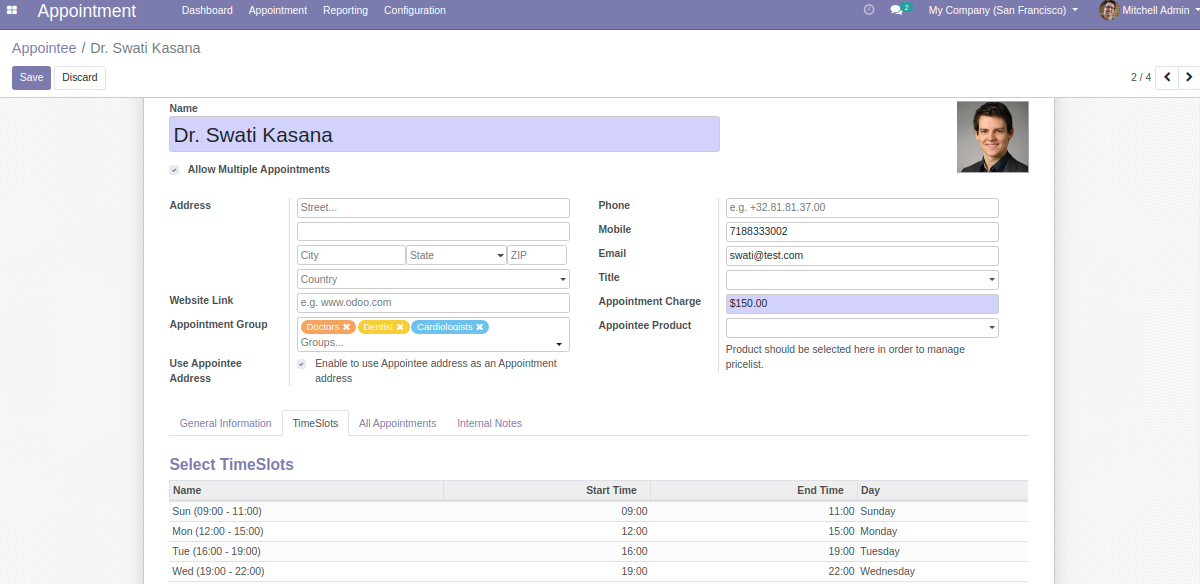 Appointment Dashboard Appointment Reporting Configuration 2 My Company (San Francisco) Mitchell Admin
Appointee / Dr. Swati Kasana
Save Discard 2 / 4
Name
Dr. Swati Kasana
Allow Multiple Appointments
Address Street...
City State ZIP
Country
Website Link e.g. www.odoo.com
Appointment Group Doctors ✖ Dentist ✖ Cardiologists ✖
Groups...
Use Appointee Address Enable to use Appointee address as an Appointment address
Phone e.g. +32.81.81.37.00
Mobile 7188333002
Email swati@test.com
Title
Appointment Charge $150.00
Appointee Product
Product should be selected here in order to manage
pricelist.
General Information TimeSlots All Appointments Internal Notes
Select TimeSlots
Name Start Time End Time Day
Sun (09:00 - 11:00) 09:00 11:00 Sunday
Mon (12:00 - 15:00) 12:00 15:00 Monday
Tue (16:00 - 19:00) 16:00 19:00 Tuesday
Wed (19:00 - 22:00) 19:00 22:00 Wednesday